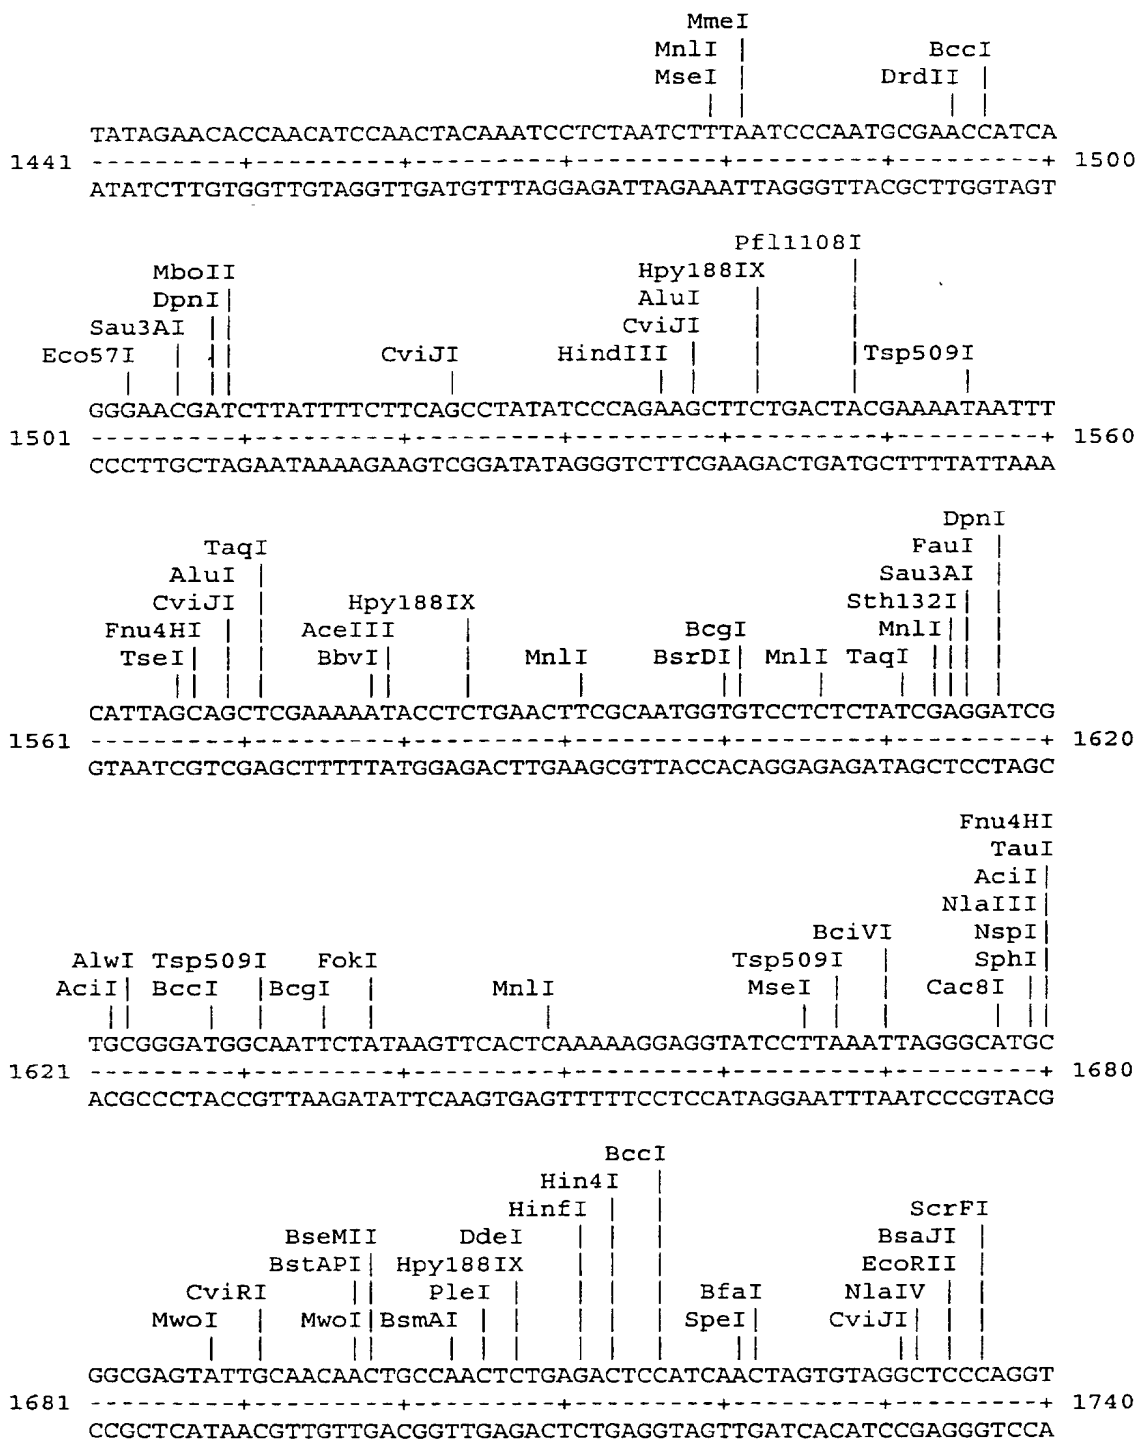 MmeI
MnlI | BccI
MseI | DrdII |
TATAGAACACCAACATCCAACTACAAATCCTCTAATCTTTAATCCCAATGCGAACCATCA
1441 ---------+---------+---------+---------+---------+---------+ 1500
ATATCTTGTGGTTGTAGGTTGATGTTTAGGAGATTAGAAATTAGGGTTACGCTTGGTAGT
Pfl1108I
MboII Hpy188IX |
DpnI| AluI | |
Sau3AI || CviJI | |
Eco57I | || CviJI HindIII | | |Tsp509I
GGGAACGATCTTATTTTCTTCAGCCTATATCCCAGAAGCTTCTGACTACGAAAATAATTT
1501 ---------+---------+---------+---------+---------+---------+ 1560
CCCTTGCTAGAATAAAAGAAGTCGGATATAGGGTCTTCGAAGACTGATGCTTTTATTAAA
DpnI
TaqI FauI |
AluI | Sau3AI |
CviJI | Hpy188IX Sth132I| |
Fnu4HI | | AceIII | BcgI MnlI|| |
TseI| | | BbvI| | MnlI BsrDI| MnlI TaqI ||| |
CATTAGCAGCTCGAAAAATACCTCTGAACTTCGCAATGGTGTCCTCTCTATCGAGGATCG
1561 ---------+---------+---------+---------+---------+---------+ 1620
GTAATCGTCGAGCTTTTTATGGAGACTTGAAGCGTTACCACAGGAGAGATAGCTCCTAGC
Fnu4HI
TauI
AciI|
NlaIII|
BciVI NspI|
AlwI Tsp509I FokI Tsp509I | SphI|
AciI| BccI |BcgI | MnlI MseI | | Cac8I ||
TGCGGGATGGCAATTCTATAAGTTCACTCAAAAAGGAGGTATCCTTAAATTAGGGCATGC
1621 ---------+---------+---------+---------+---------+---------+ 1680
ACGCCCTACCGTTAAGATATTCAAGTGAGTTTTTCCTCCATAGGAATTTAATCCCGTACG
BccI
Hin4I |
HinfI | | ScrFI
BseMII DdeI | | | BsaJI |
BstAPI| Hpy188IX | | | EcoRII |
CviRI || PleI | | | | BfaI NlaIV | |
MwoI | MwoI|BsmAI | | | | | SpeI| CviJI| | |
GGCGAGTATTGCAACAACTGCCAACTCTGAGACTCCATCAACTAGTGTAGGCTCCCAGGT
1681 ---------+---------+---------+---------+---------+---------+ 1740
CCGCTCATAACGTTGTTGACGGTTGAGACTCTGAGGTAGTTGATCACATCCGAGGGTCCA